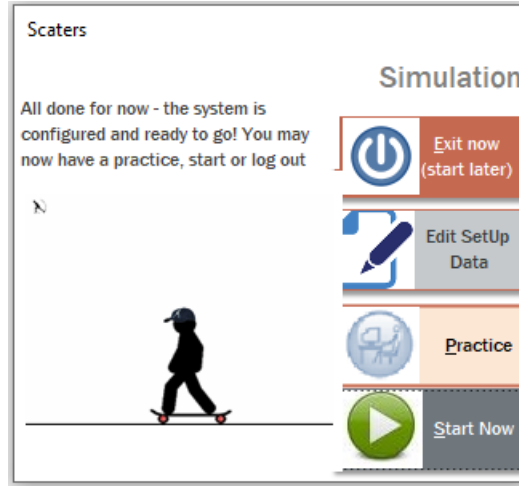 Scaters
Simulation
All done for now - the system is
configured and ready to go! You may
now have a practice, start or log out
Exit now
(start later)
Edit SetUp
Data
Practice
Start Now